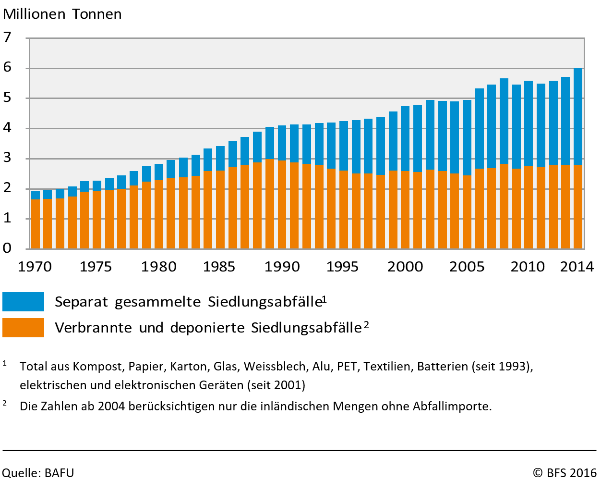 Millionen Tonnen
7
6
5
4
3
2
1
0
1970 1975 1980 1985 1990 1995 2000 2005 2010 2014
Separat gesammelte Siedlungsabfälle¹
Verbrannte und deponierte Siedlungsabfälle²
¹ Total aus Kompost, Papier, Karton, Glas, Weissblech, Alu, PET, Textilien, Batterien (seit 1993),
elektrischen und elektronischen Geräten (seit 2001)
² Die Zahlen ab 2004 berücksichtigen nur die inländischen Mengen ohne Abfallimporte.
Quelle: BAFU © BFS 2016